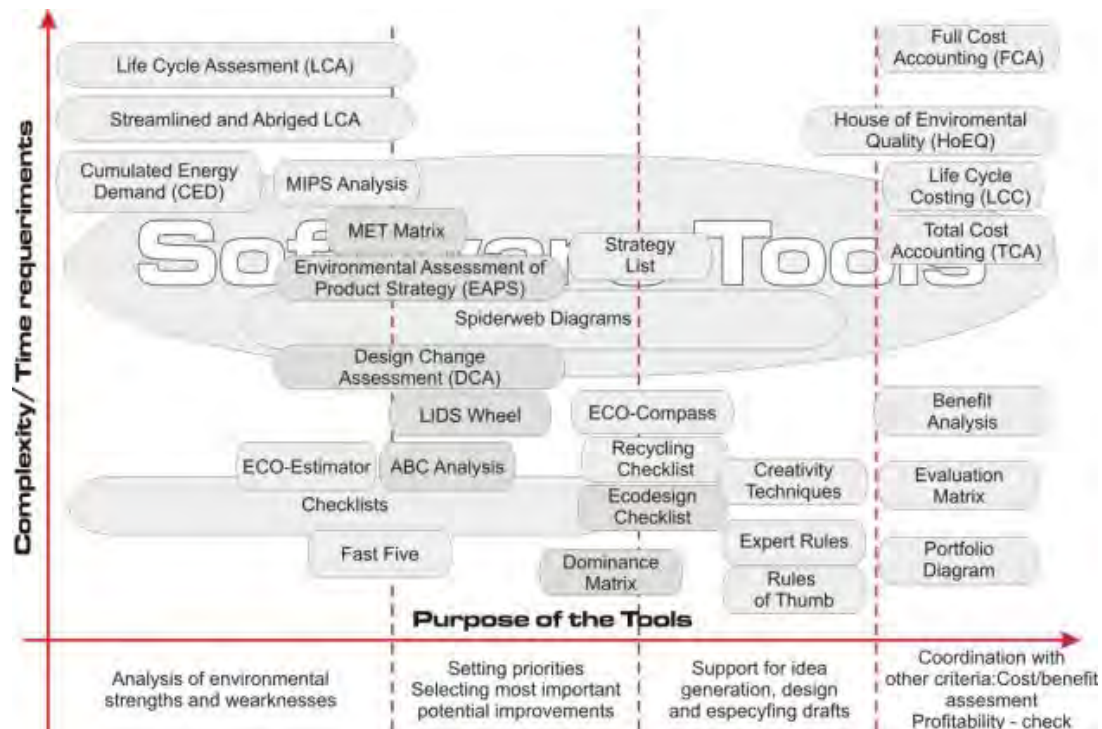 Complexity/ Time requeriments
Life Cycle Assesment (LCA)
Full Cost
Accounting (FCA)
Streamlined and Abriged LCA
House of Enviromental
Quality (HoEQ)
Cumulated Energy
Demand (CED)
MIPS Analysis
Life Cycle
Costing (LCC)
Software Tools
MET Matrix
Strategy
List
Total Cost
Accounting (TCA)
Environmental Assessment of
Product Strategy (EAPS)
Spiderweb Diagrams
Design Change
Assessment (DCA)
LIDS Wheel
ECO-Compass
Benefit
Analysis
ECO-Estimator
ABC Analysis
Recycling
Checklist
Creativity
Techniques
Evaluation
Matrix
Checklists
Ecodesign
Checklist
Fast Five
Expert Rules
Dominance
Matrix
Portfolio
Diagram
Rules
of Thumb
Purpose of the Tools
Analysis of environmental
strengths and weaknesses
Setting priorities
Selecting most important
potential improvements
Support for idea
generation, design
and especyfing drafts
Coordination with
other criteria:Cost/benefit
assesment
Profitability - check